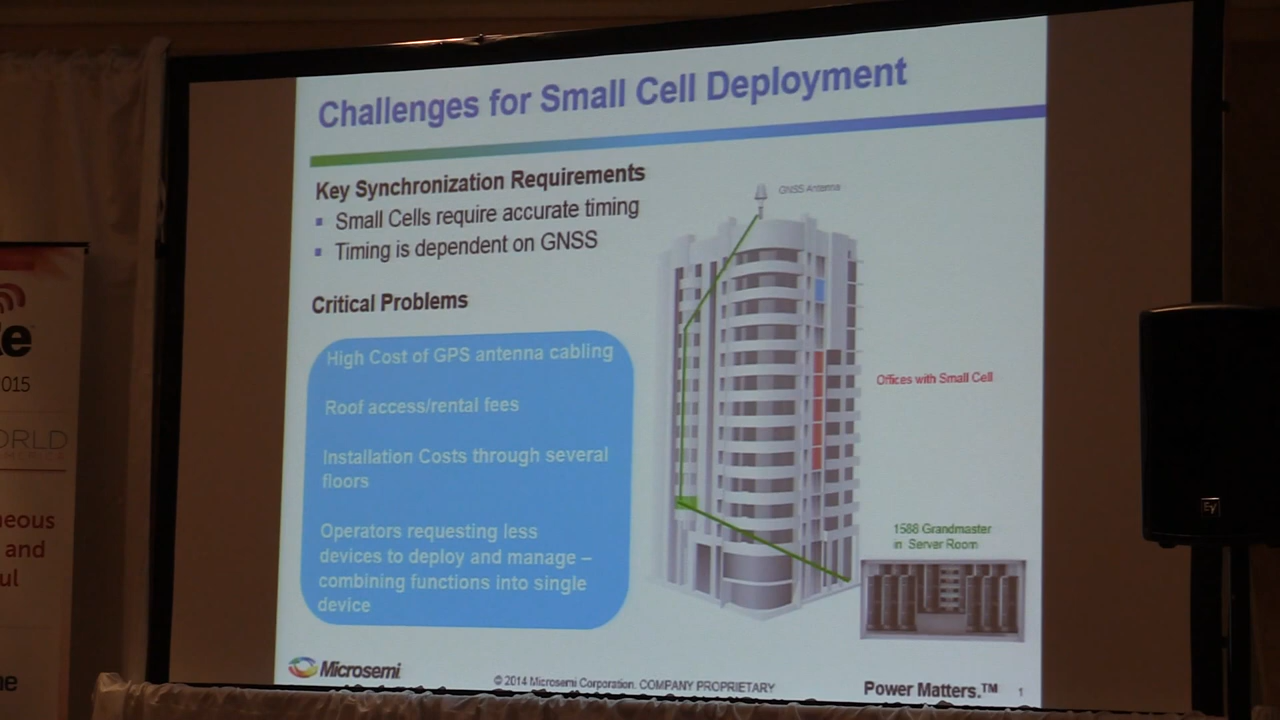 Challenges for Small Cell Deployment
Key Synchronization Requirements
Small Cells require accurate timing
Timing is dependent on GNSS
Critical Problems
High Cost of GPS antenna cabling
Roof access/rental fees
Installation Costs through several
floors
Operators requesting less
devices to deploy and manage –
combining functions into single
device
GNSS Antenna
Offices with Small Cell
1588 Grandmaster
in Server Room
Microsemi
© 2014 Microsemi Corporation. COMPANY PROPRIETARY
Power Matters.™
1
015
ORLD
neous
and
ul
ne
EV